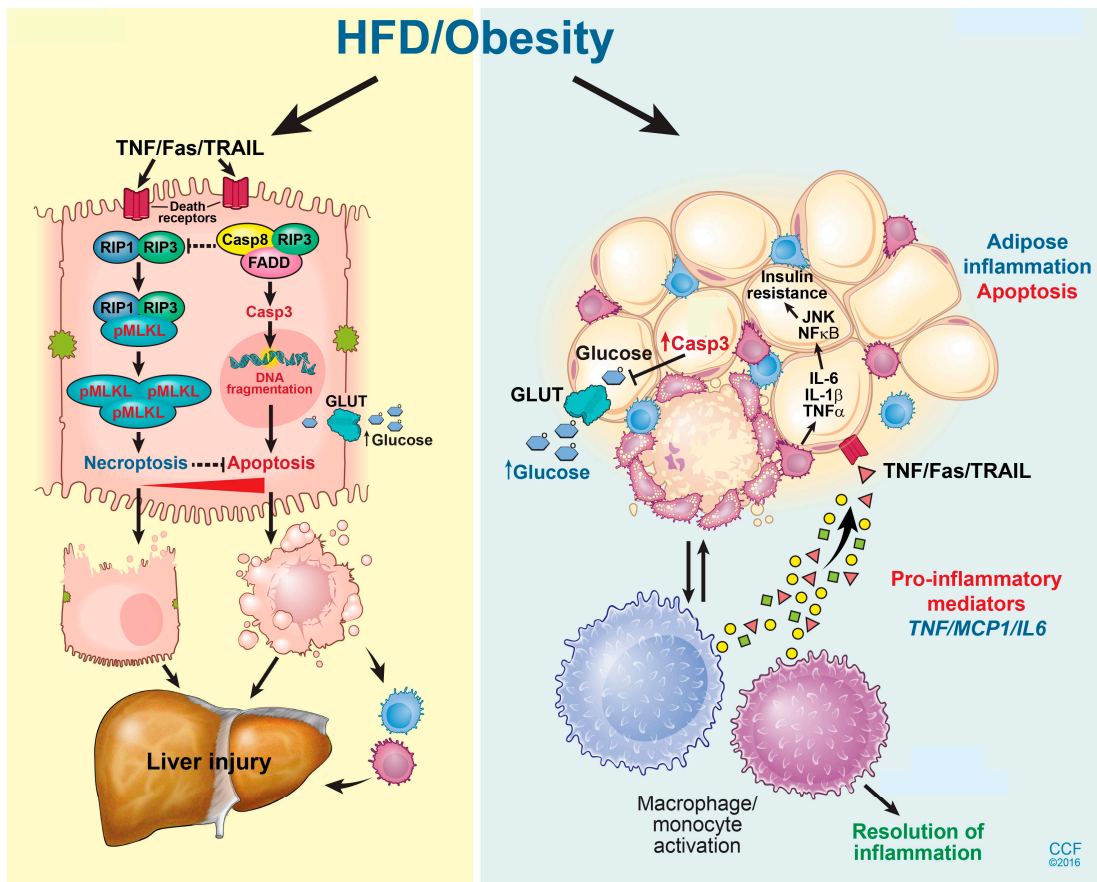 HFD/Obesity
TNF/Fas/TRAIL
Death
receptors
RIP1
RIP3
Casp8
RIP3
FADD
RIP1
RIP3
pMLKL
Casp3
DNA
fragmentation
pMLKL
pMLKL
pMLKL
GLUT
↑Glucose
Necroptosis
Apoptosis
Liver injury
Adipose
inflammation
Apoptosis
Insulin
resistance
JNK
NFκB
↑Casp3
Glucose
GLUT
IL-6
IL-1β
TNFα
↑Glucose
TNF/Fas/TRAIL
Pro-inflammatory
mediators
TNF/MCP1/IL6
Macrophage/
monocyte
activation
Resolution of
inflammation
CCF
©2016